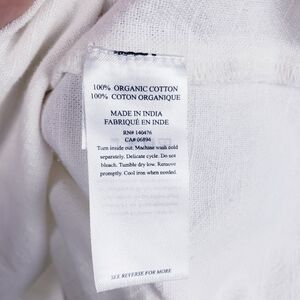 100% ORGANIC COTTON
100% COTON ORGANIQUE
MADE IN INDIA
FABRIQUÉ EN INDE
RN# 140476
CA# 06894
Turn inside out. Machine wash cold
separately. Delicate cycle. Do not
bleach. Tumble dry low. Remove
promptly. Cool iron when needed.
SEE REVERSE FOR MORE